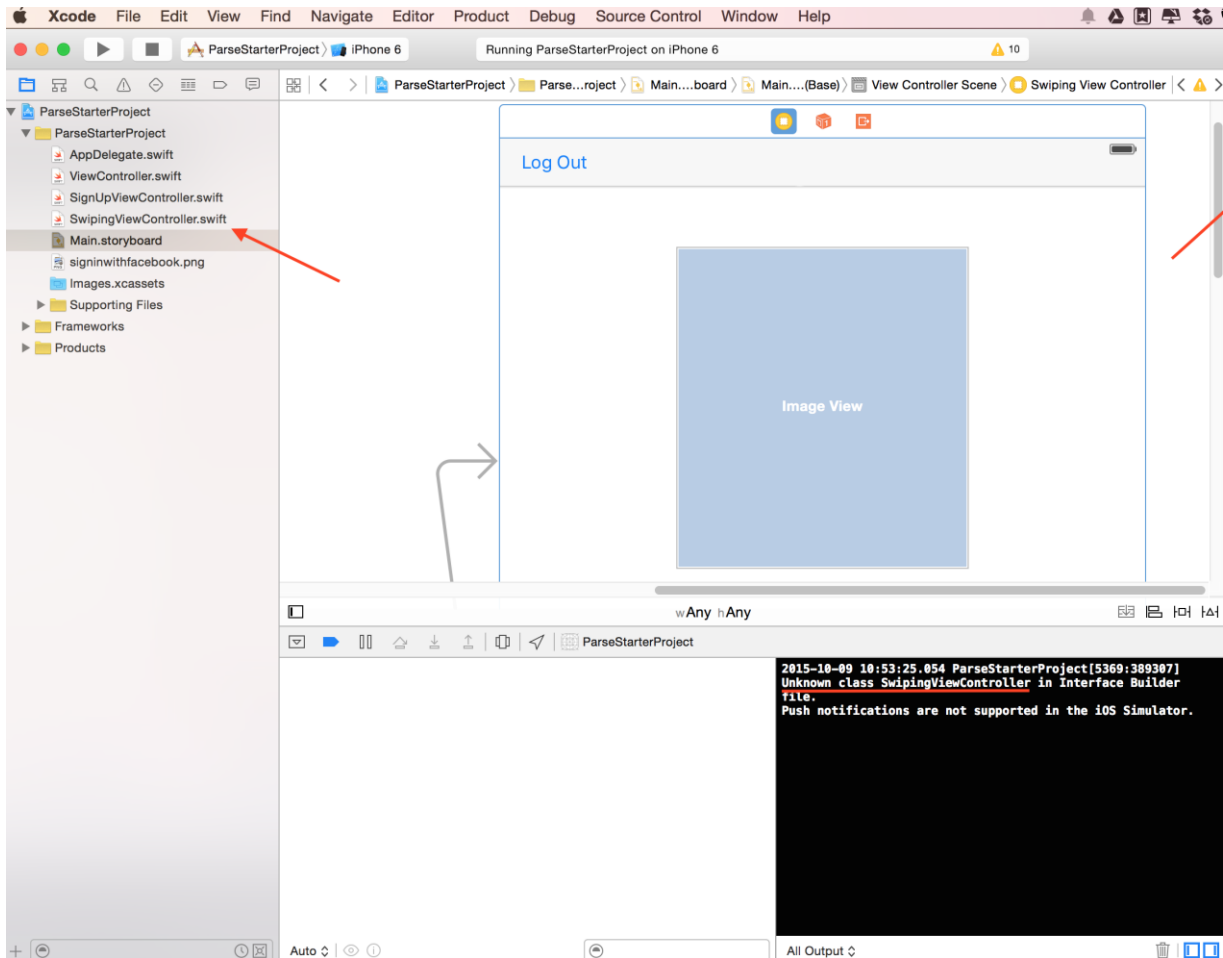 Xcode File Edit View Find Navigate Editor Product Debug Source Control Window Help
ParseStarterProject iPhone 6 Running ParseStarterProject on iPhone 6 10
ParseStarterProject Parse...roject Main....board Main....(Base) View Controller Scene Swiping View Controller
ParseStarterProject
ParseStarterProject
AppDelegate.swift
ViewController.swift
SignUpViewController.swift
SwipingViewController.swift
Main.storyboard
signinwithfacebook.png
Images.xcassets
Supporting Files
Frameworks
Products
Log Out
Image View
wAny hAny
ParseStarterProject
2015-10-09 10:53:25.054 ParseStarterProject[5369:389307]
Unknown class SwipingViewController in Interface Builder
file.
Push notifications are not supported in the iOS Simulator.
Auto
All Output